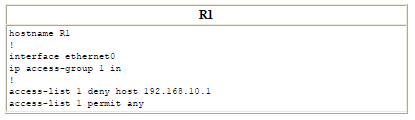 R1
hostname R1
!
interface ethernet0
ip access-group 1 in
!
access-list 1 deny host 192.168.10.1
access-list 1 permit any